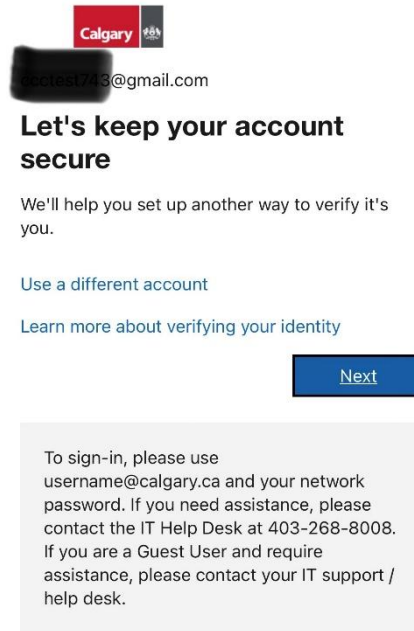 Calgary
@gmail.com
Let's keep your account
secure
We'll help you set up another way to verify it's
you.
Use a different account
Learn more about verifying your identity
Next
To sign-in, please use
username@calgary.ca and your network
password. If you need assistance, please
contact the IT Help Desk at 403-268-8008.
If you are a Guest User and require
assistance, please contact your IT support /
help desk.